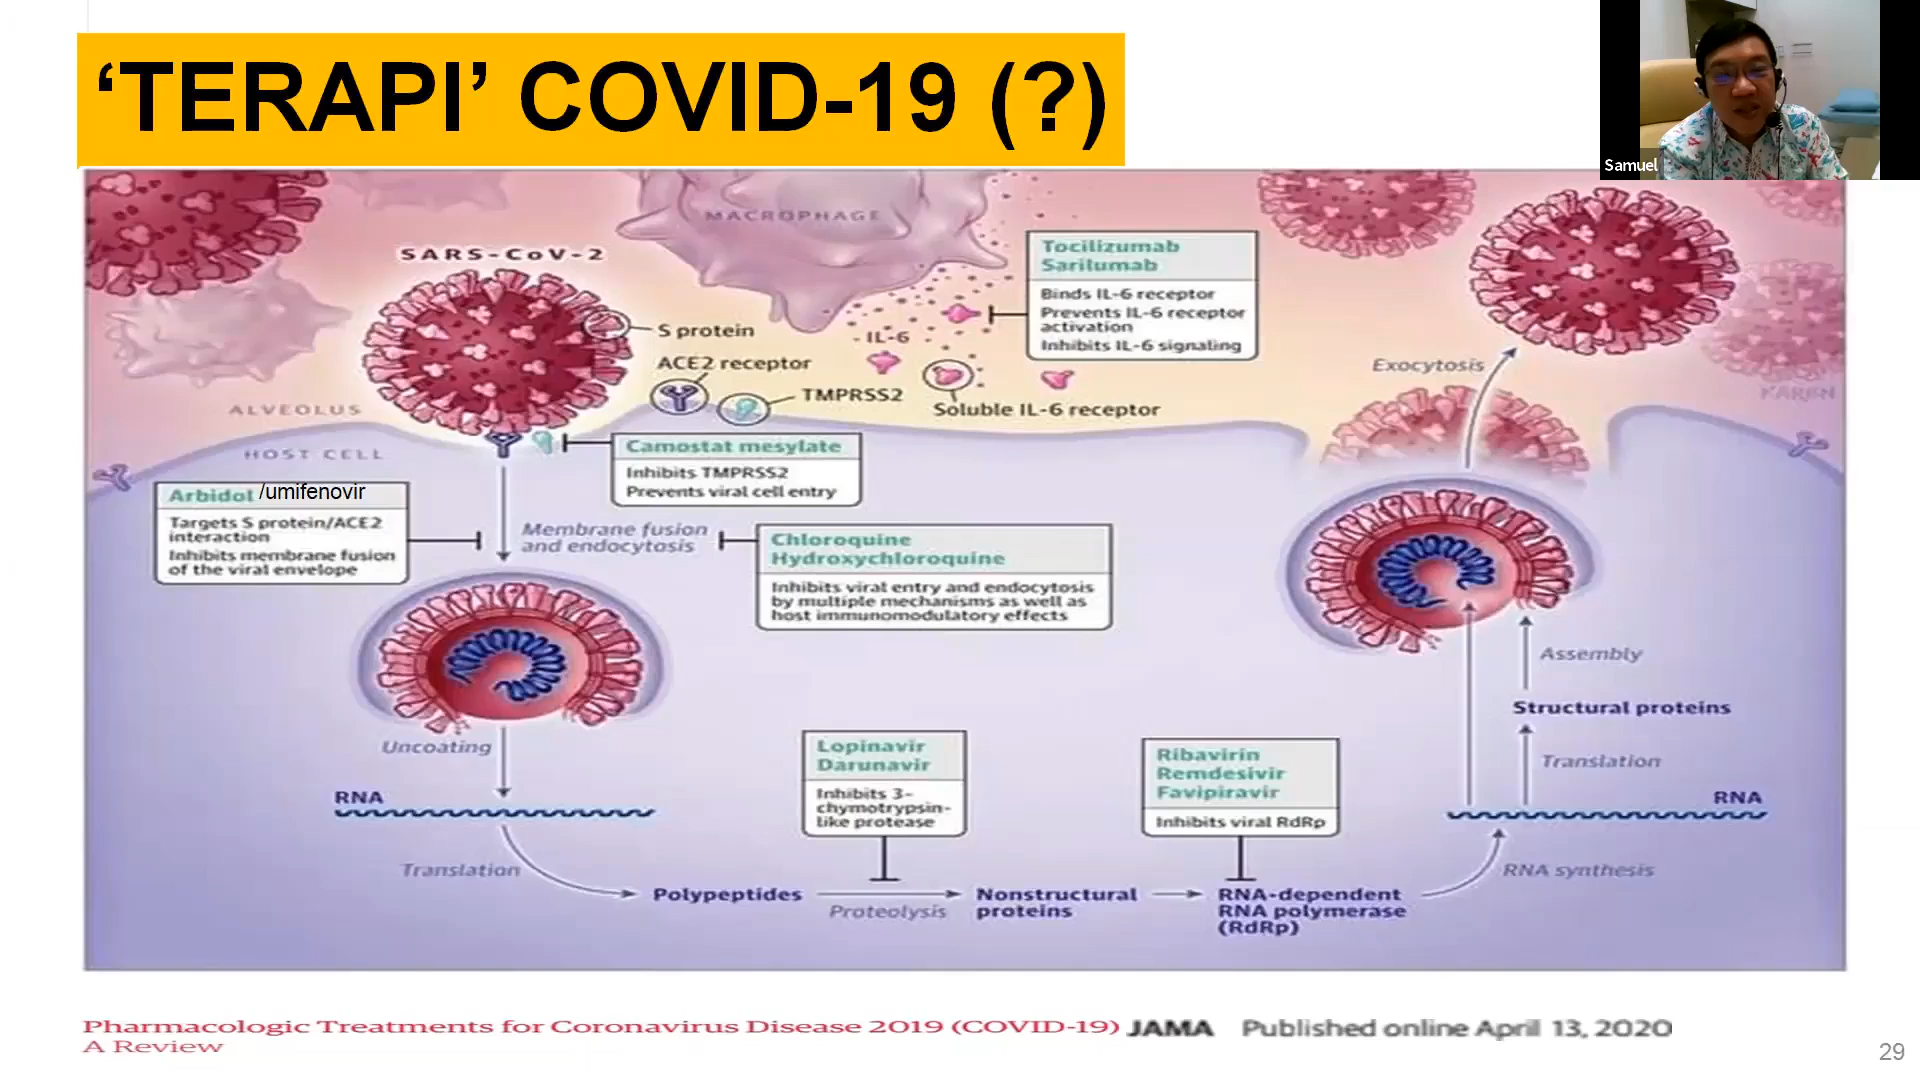 ‘TERAPI’ COVID-19 (?)
Samuel
MACROPHAGE
SARS-CoV-2
S protein
ACE2 receptor
TMPRSS2
IL-6
Soluble IL-6 receptor
Tocilizumab
Sarilumab
Binds IL-6 receptor
Prevents IL-6 receptor
activation
Inhibits IL-6 signaling
Exocytosis
ALVEOLUS
HOST CELL
Camostat mesylate
Inhibits TMPRSS2
Prevents viral cell entry
Arbidol /umifenovir
Targets S protein/ACE2
interaction
Inhibits membrane fusion
of the viral envelope
Membrane fusion
and endocytosis
Chloroquine
Hydroxychloroquine
Inhibits viral entry and endocytosis
by multiple mechanisms as well as
host immunomodulatory effects
Uncoating
RNA
Translation
Polypeptides
Proteolysis
Lopinavir
Darunavir
Inhibits 3-
chymotrypsin-
like protease
Nonstructural
proteins
Ribavirin
Remdesivir
Favipiravir
Inhibits viral RdRp
RNA-dependent
RNA polymerase
(RdRp)
RNA synthesis
RNA
Translation
Structural proteins
Assembly
Pharmacologic Treatments for Coronavirus Disease 2019 (COVID-19) JAMA Published online April 13, 2020
A Review
29